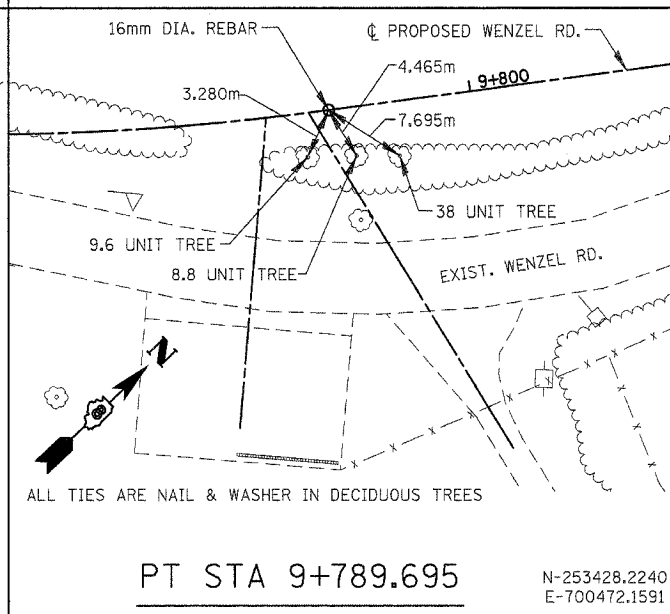 16mm DIA. REBAR
℄ PROPOSED WENZEL RD.
4.465m
9+800
3.280m
7.695m
38 UNIT TREE
9.6 UNIT TREE
8.8 UNIT TREE
EXIST. WENZEL RD.
N
ALL TIES ARE NAIL & WASHER IN DECIDUOUS TREES
PT STA 9+789.695
N-253428.2240
E-700472.1591